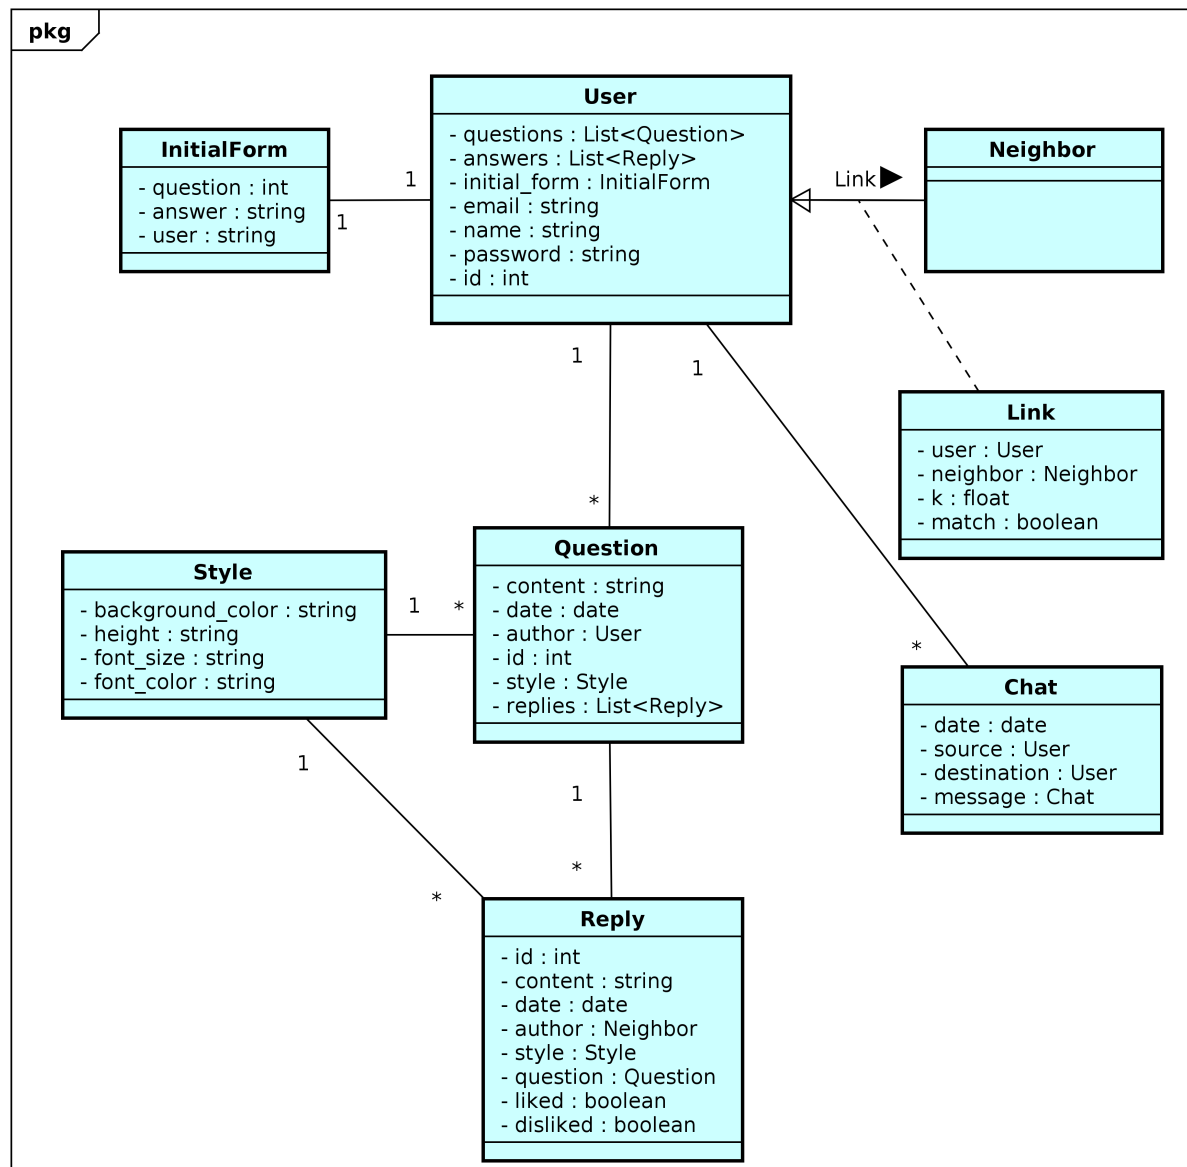 pkg
User
- questions : List<Question>
- answers : List<Reply>
- initial_form : InitialForm
- email : string
- name : string
- password : string
- id : int
InitialForm
- question : int
- answer : string
- user : string
1
1
Link
Neighbor
1
1
Link
- user : User
- neighbor : Neighbor
- k : float
- match : boolean
*
*
Style
- background_color : string
- height : string
- font_size : string
- font_color : string
1
*
Question
- content : string
- date : date
- author : User
- id : int
- style : Style
- replies : List<Reply>
Chat
- date : date
- source : User
- destination : User
- message : Chat
1
1
*
*
Reply
- id : int
- content : string
- date : date
- author : Neighbor
- style : Style
- question : Question
- liked : boolean
- disliked : boolean